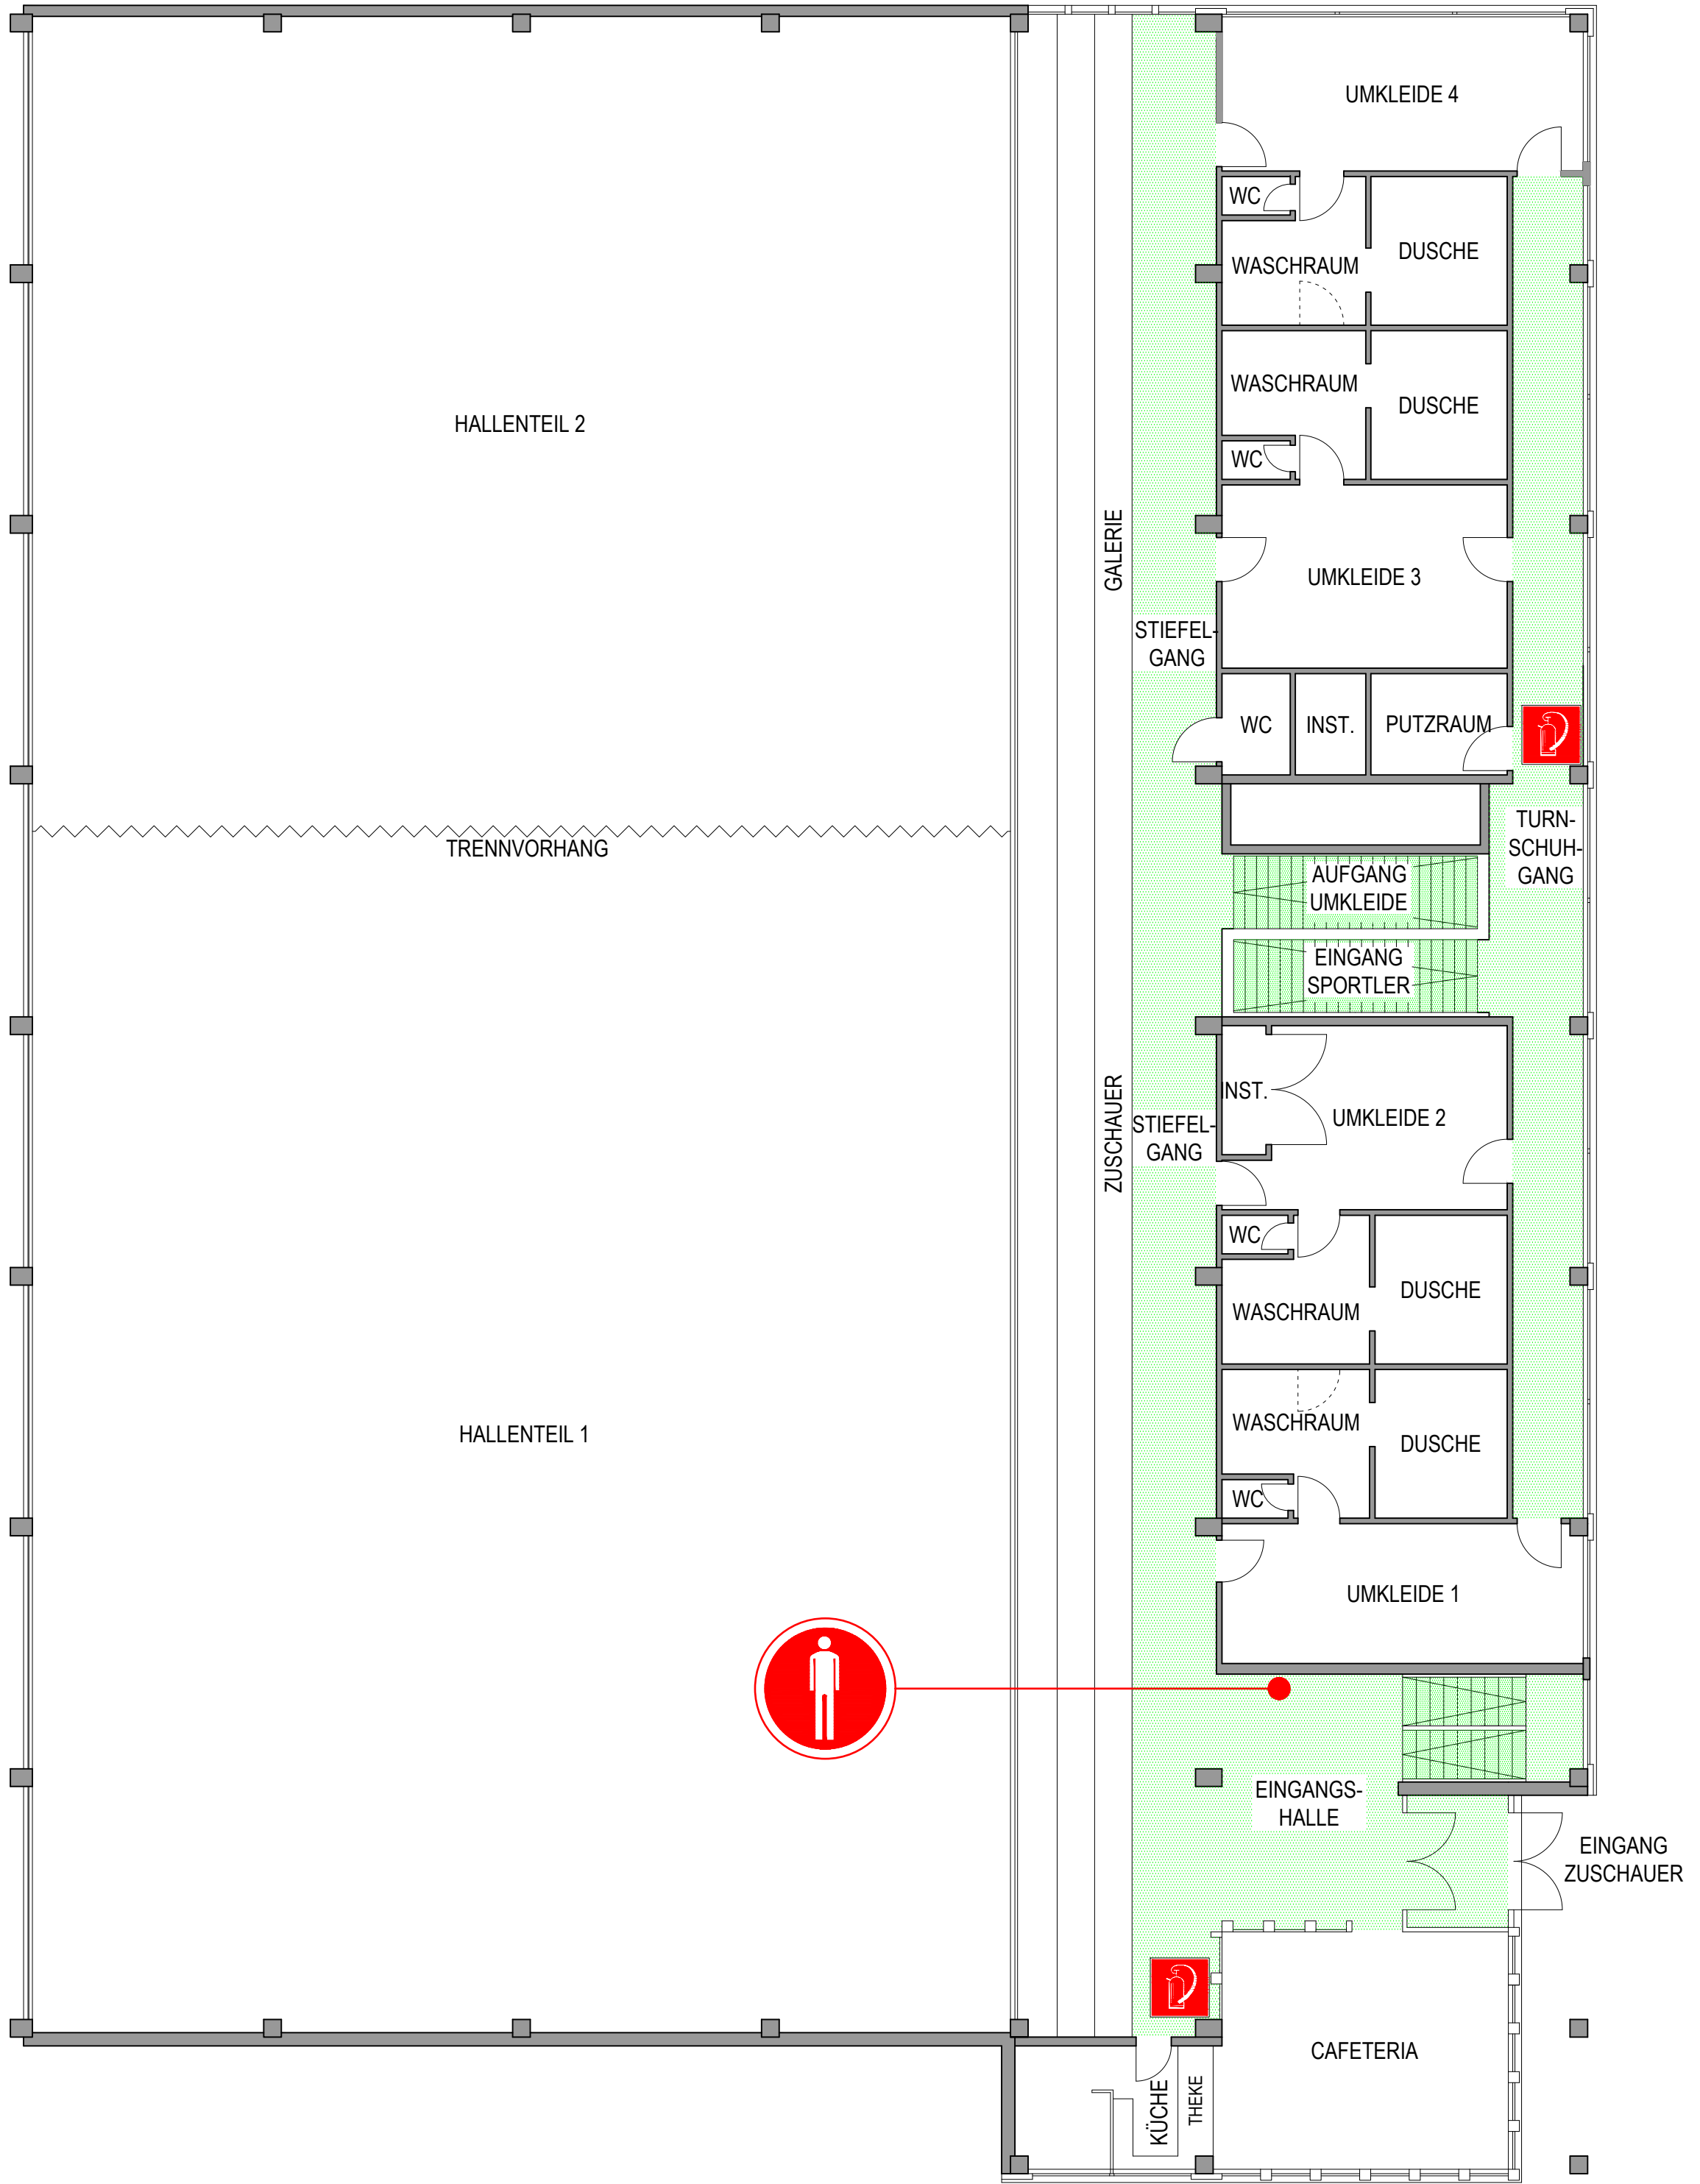 UMKLEIDE 4
WC
DUSCHE
WASCHRAUM
WASCHRAUM
DUSCHE
HALLENTEIL 2
WC
GALERIE
UMKLEIDE 3
STIEFEL-
GANG
WC
INST.
PUTZRAUM
TRENNVORHANG
TURN-
SCHUH-
GANG
AUFGANG
UMKLEIDE
EINGANG
SPORTLER
INST.
UMKLEIDE 2
ZUSCHAUER
STIEFEL-
GANG
WC
DUSCHE
WASCHRAUM
WASCHRAUM
DUSCHE
HALLENTEIL 1
WC
UMKLEIDE 1
EINGANGS-
HALLE
EINGANG
ZUSCHAUER
CAFETERIA
KÜCHE
THEKE